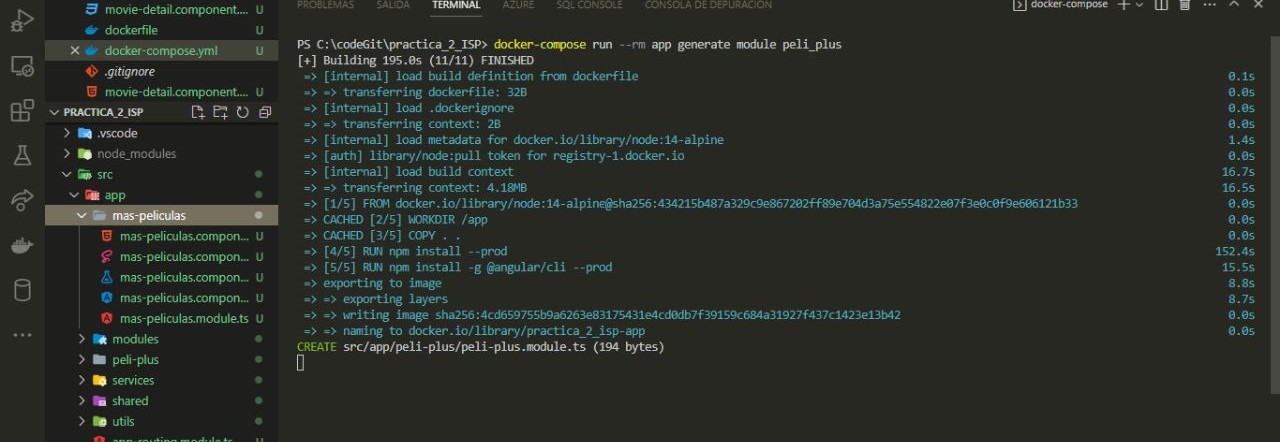 PROBLEMAS SALIDA TERMINAL AZURE SQL CONSOLE CONSOLA DE DEPURACIÓN
docker-compose
movie-detail.component....
dockerfile
docker-compose.yml
.gitignore
movie-detail.component.... U
PRACTICA_2_ISP
.vscode
node_modules
src
app
mas-peliculas
mas-peliculas.compon... U
mas-peliculas.compon... U
mas-peliculas.compon... U
mas-peliculas.compon... U
mas-peliculas.module.ts U
modules
peli-plus
services
shared
utils
app-routing.module.ts U
PS C:\codeGit\practica_2_ISP> docker-compose run --rm app generate module peli_plus
[+] Building 195.0s (11/11) FINISHED
=> [internal] load build definition from dockerfile 0.1s
=> => transferring dockerfile: 32B 0.0s
=> [internal] load .dockerignore 0.0s
=> => transferring context: 2B 0.0s
=> [internal] load metadata for docker.io/library/node:14-alpine 1.4s
=> [auth] library/node:pull token for registry-1.docker.io 0.0s
=> [internal] load build context 16.7s
=> => transferring context: 4.18MB 16.5s
=> [1/5] FROM docker.io/library/node:14-alpine@sha256:434215b487a329c9e867202ff89e704d3a75e554822e07f3e0c0f9e606121b33 0.0s
=> CACHED [2/5] WORKDIR /app 0.0s
=> CACHED [3/5] COPY . . 0.0s
=> [4/5] RUN npm install --prod 152.4s
=> [5/5] RUN npm install -g @angular/cli --prod 15.5s
=> exporting to image 8.8s
=> => exporting layers 8.7s
=> => writing image sha256:4cd659755b9a6263e83175431e4cd0db7f39159c684a31927f437c1423e13b42 0.0s
=> => naming to docker.io/library/practica_2_isp-app 0.0s
CREATE src/app/peli-plus/peli-plus.module.ts (194 bytes)